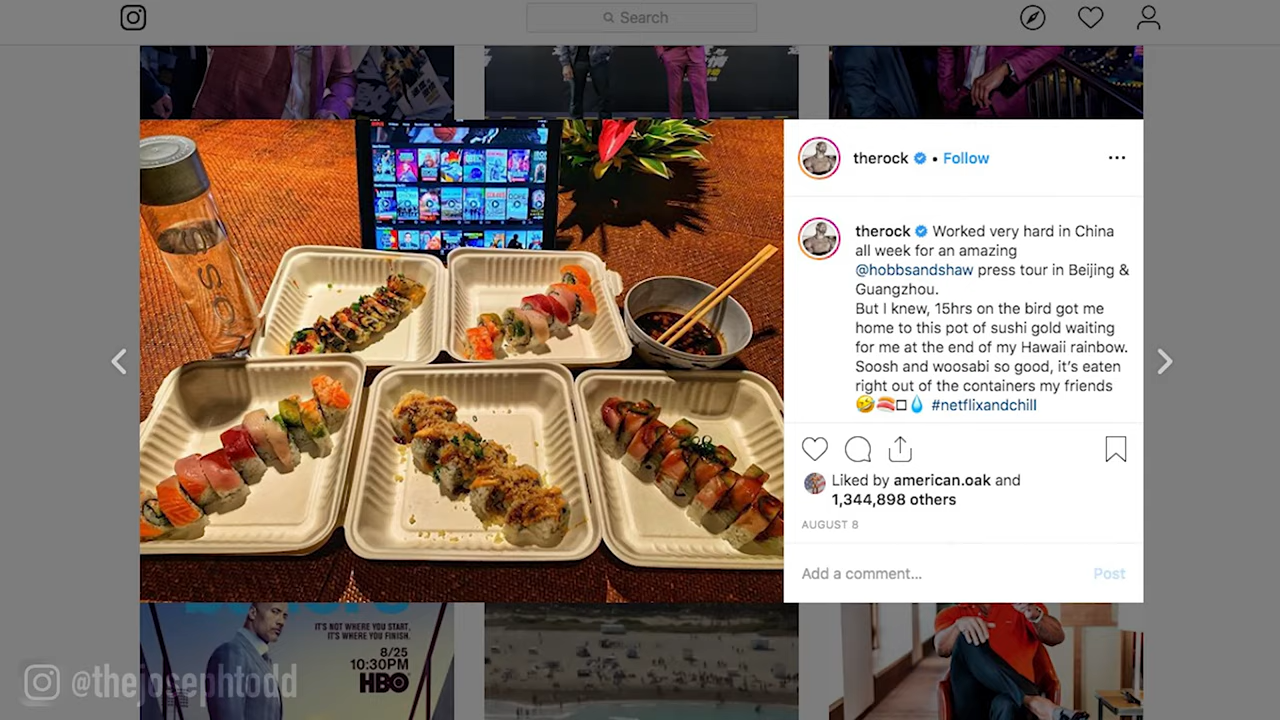 Search
therock • Follow
therock Worked very hard in China
all week for an amazing
@hobbsandshaw press tour in Beijing &
Guangzhou.
But I knew, 15hrs on the bird got me
home to this pot of sushi gold waiting
for me at the end of my Hawaii rainbow.
Soosh and woosabi so good, it's eaten
right out of the containers my friends
🤣🍣□💧 #netflixandchill
Liked by american.oak and
1,344,898 others
AUGUST 8
Add a comment...
Post
IT'S NOT WHERE YOU START,
IT'S WHERE YOU FINISH.
8/25
10:30PM
HBO
@thejosephtodd